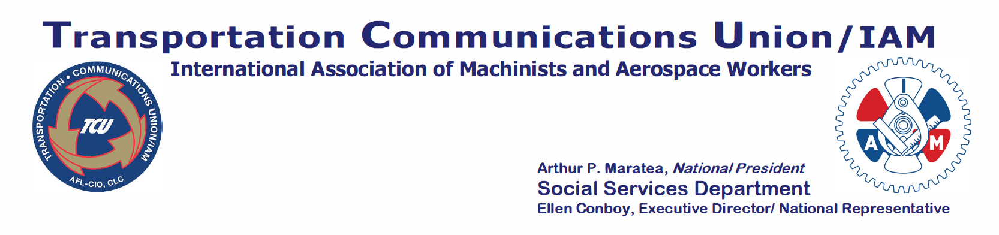 Transportation Communications Union/IAM
International Association of Machinists and Aerospace Workers
TRANSPORTATION • COMMUNICATIONS UNION/IAM
TCU
AFL-CIO, CLC
I
A M
Arthur P. Maratea, National President
Social Services Department
Ellen Conboy, Executive Director/ National Representative